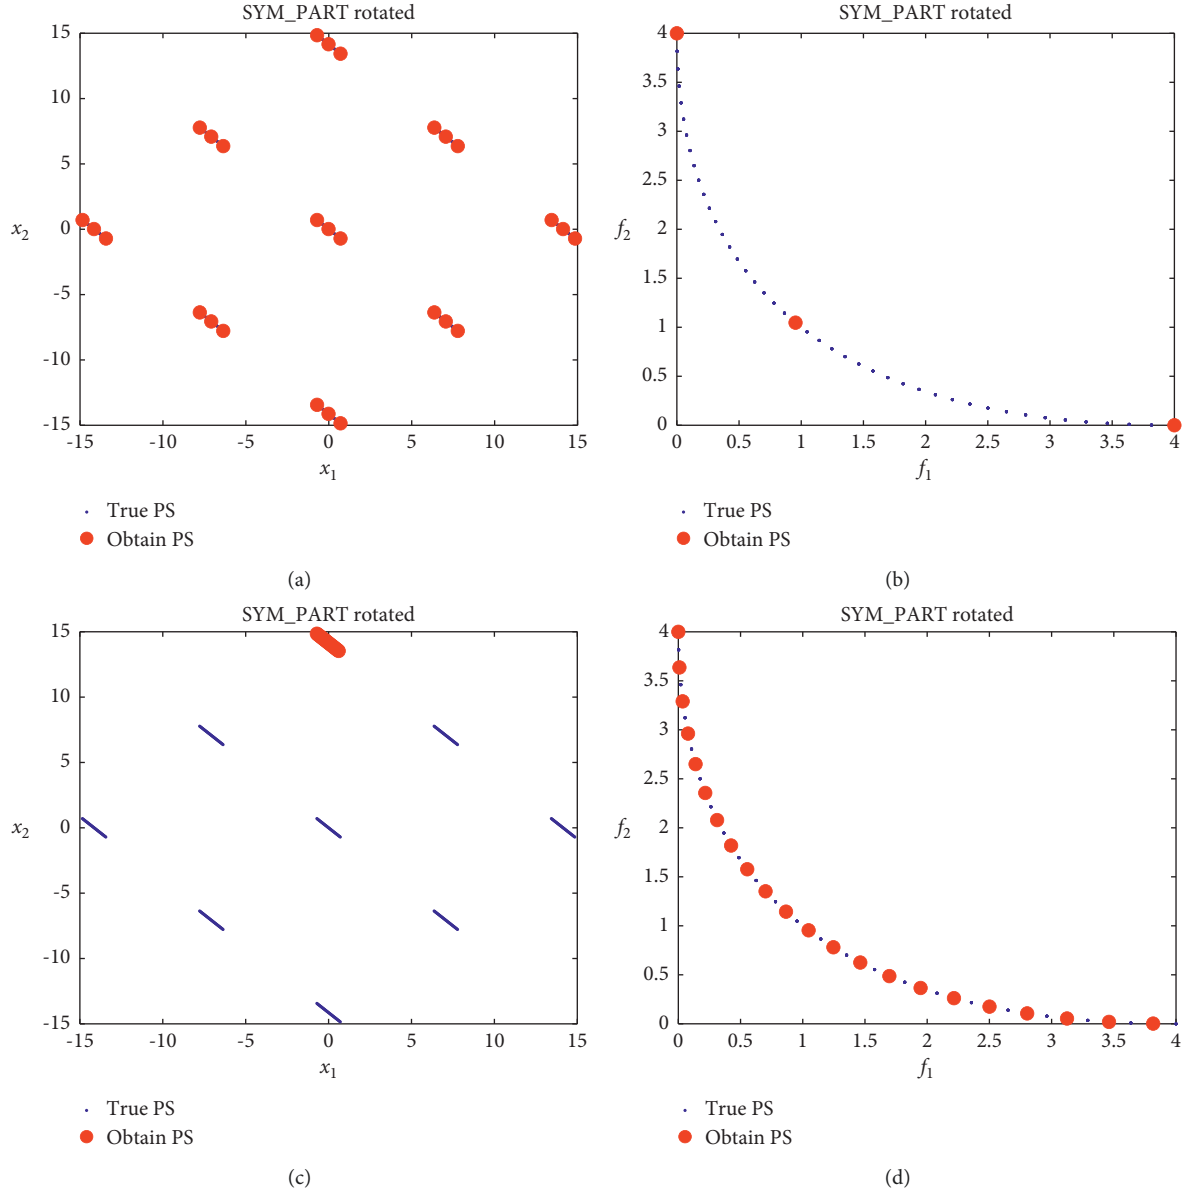 SYM_PART rotated
15
10
5
0
-5
-10
-15
x2
-15 -10 -5 0 5 10 15
x1
True PS
Obtain PS
(a)
SYM_PART rotated
4
3.5
3
2.5
2
1.5
1
0.5
0
f2
0 0.5 1 1.5 2 2.5 3 3.5 4
f1
True PS
Obtain PS
(b)
SYM_PART rotated
15
10
5
0
-5
-10
-15
x2
-15 -10 -5 0 5 10 15
x1
True PS
Obtain PS
(c)
SYM_PART rotated
4
3.5
3
2.5
2
1.5
1
0.5
0
f2
0 0.5 1 1.5 2 2.5 3 3.5 4
f1
True PS
Obtain PS
(d)